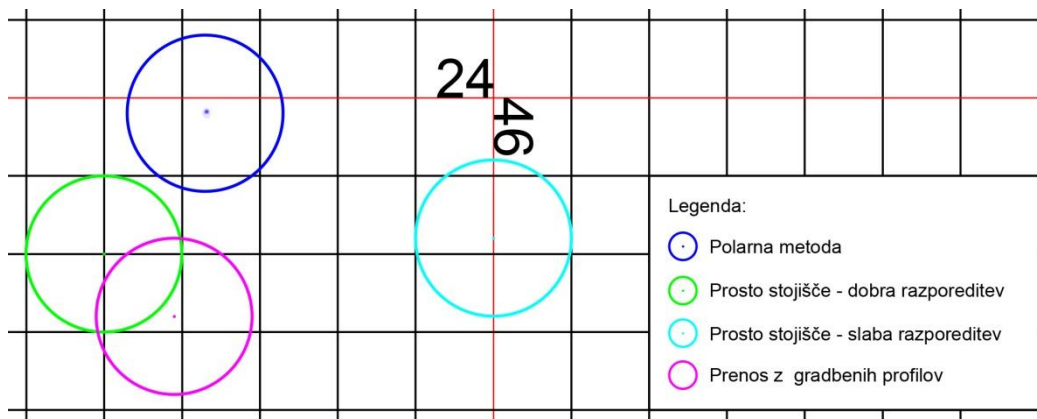 24
46
Legenda:
Polarna metoda
Prosto stojišče - dobra razporeditev
Prosto stojišče - slaba razporeditev
Prenos z gradbenih profilov